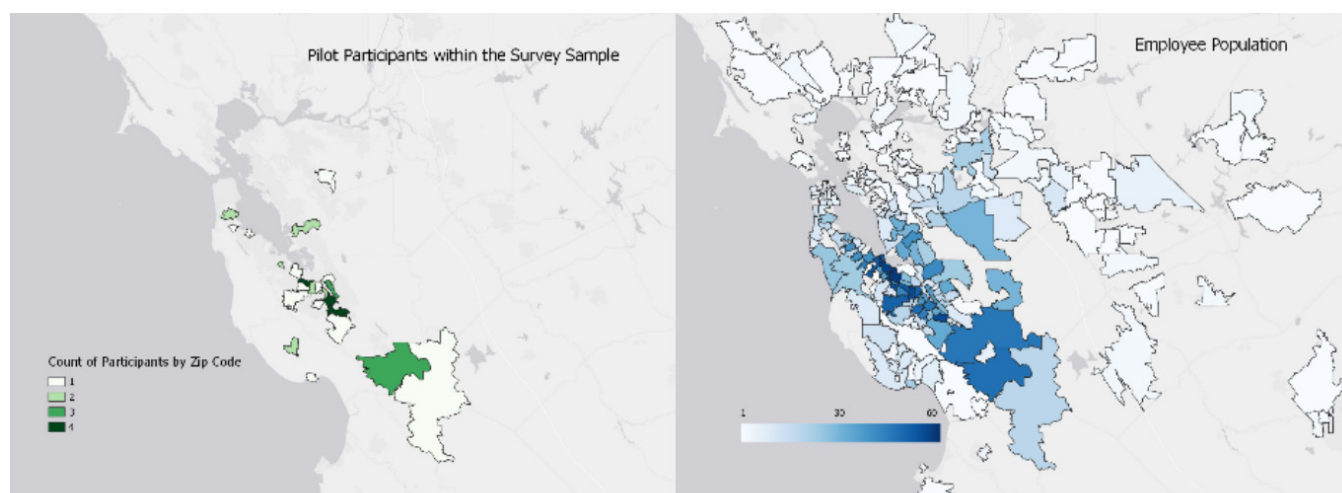 Pilot Participants within the Survey Sample
Count of Participants by Zip Code
1
2
3
4
Employee Population
1 30 60